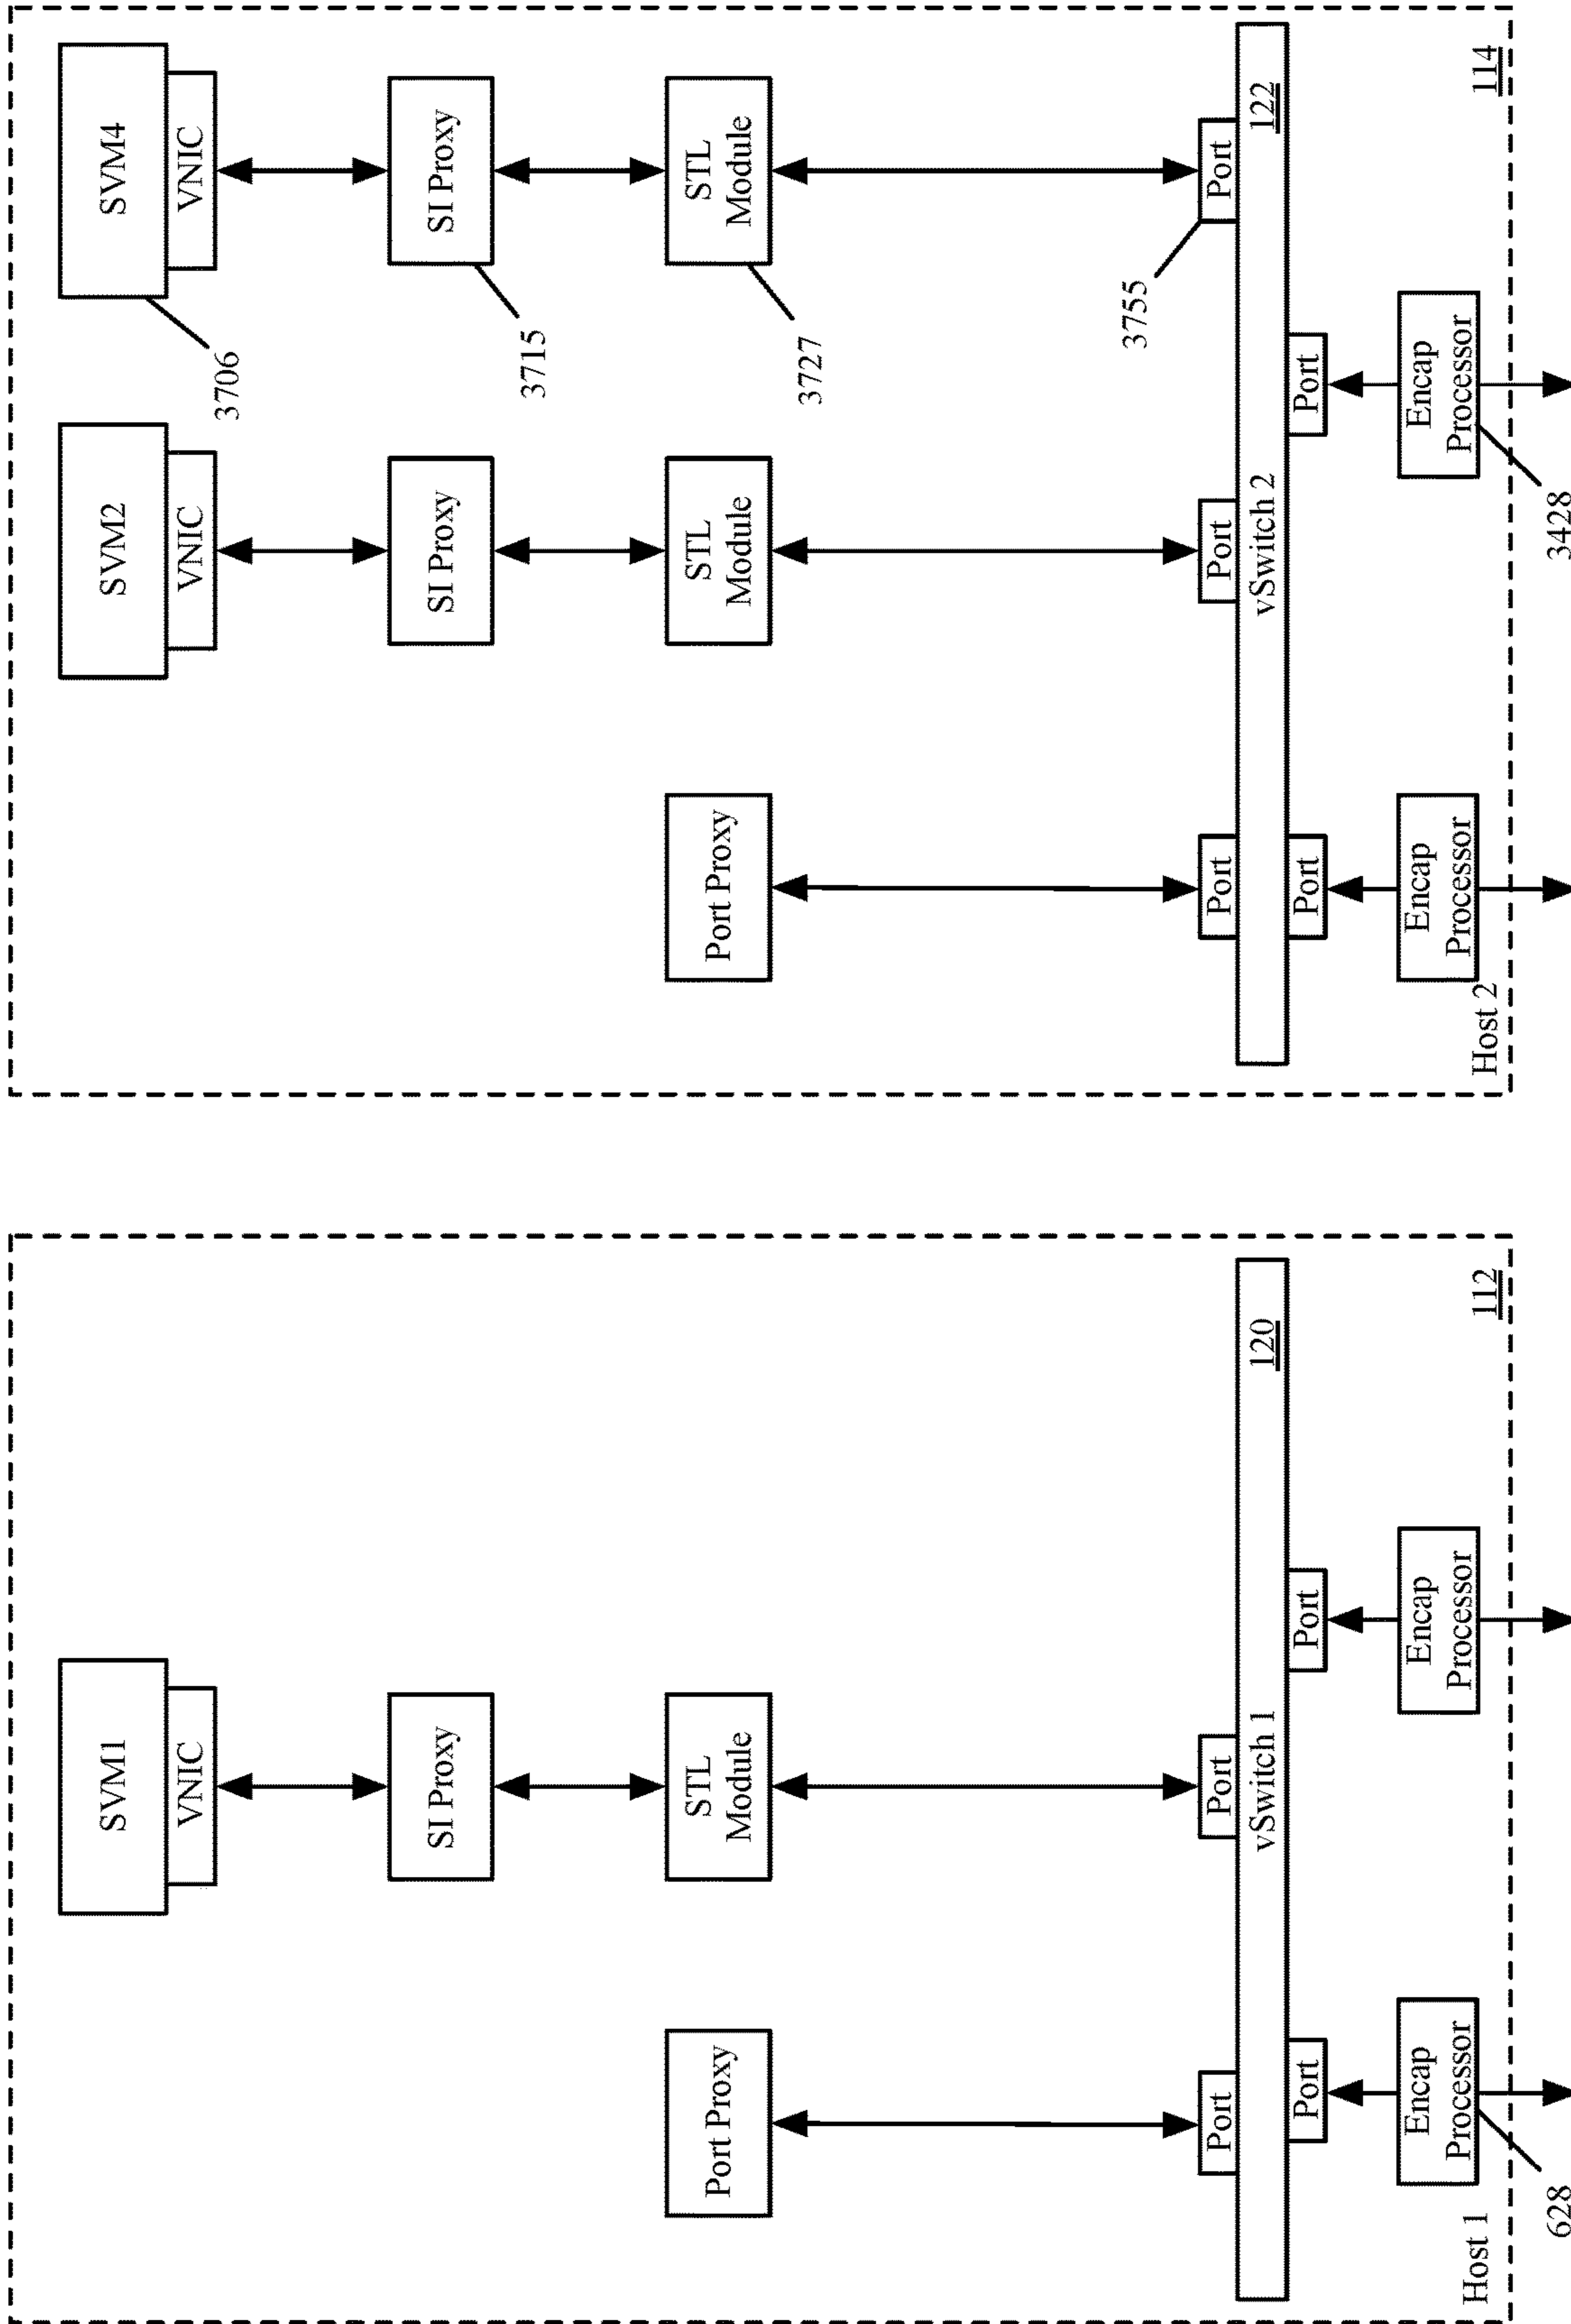 SVM1
VNIC
SI Proxy
Port Proxy
STL
Module
Port
Port
vSwitch 1
120
Port
Port
Encap
Processor
Encap
Processor
Host 1
112
628
SVM2
VNIC
SVM4
VNIC
3706
SI Proxy
SI Proxy
3715
Port Proxy
STL
Module
STL
Module
3727
3755
Port
Port
Port
vSwitch 2
122
Port
Port
Encap
Processor
Encap
Processor
Host 2
114
3428